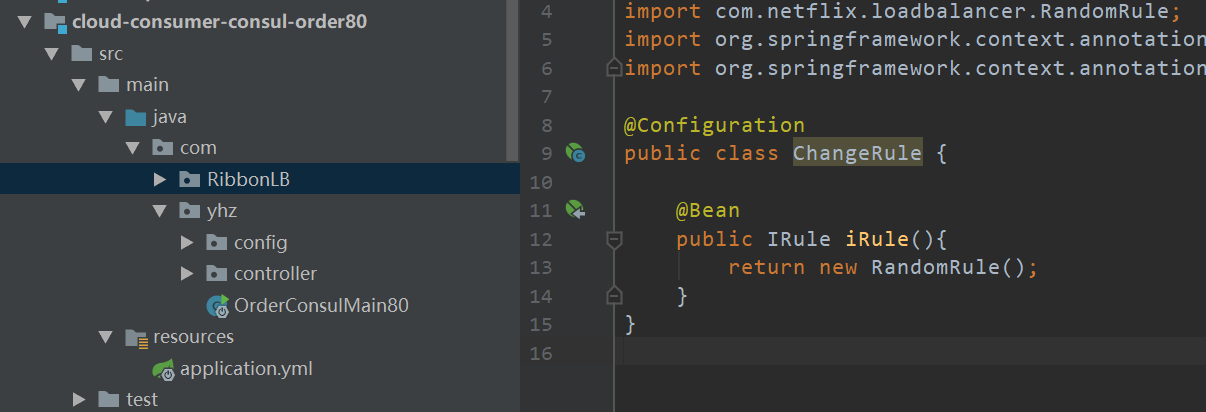 cloud-consumer-consul-order80
src
main
java
com
RibbonLB
yhz
config
controller
OrderConsulMain80
resources
application.yml
test
4 import com.netflix.loadbalancer.RandomRule;
5 import org.springframework.context.annotation
6 import org.springframework.context.annotation
7
8 @Configuration
9 public class ChangeRule {
10
11 @Bean
12 public IRule iRule(){
13 return new RandomRule();
14 }
15 }
16